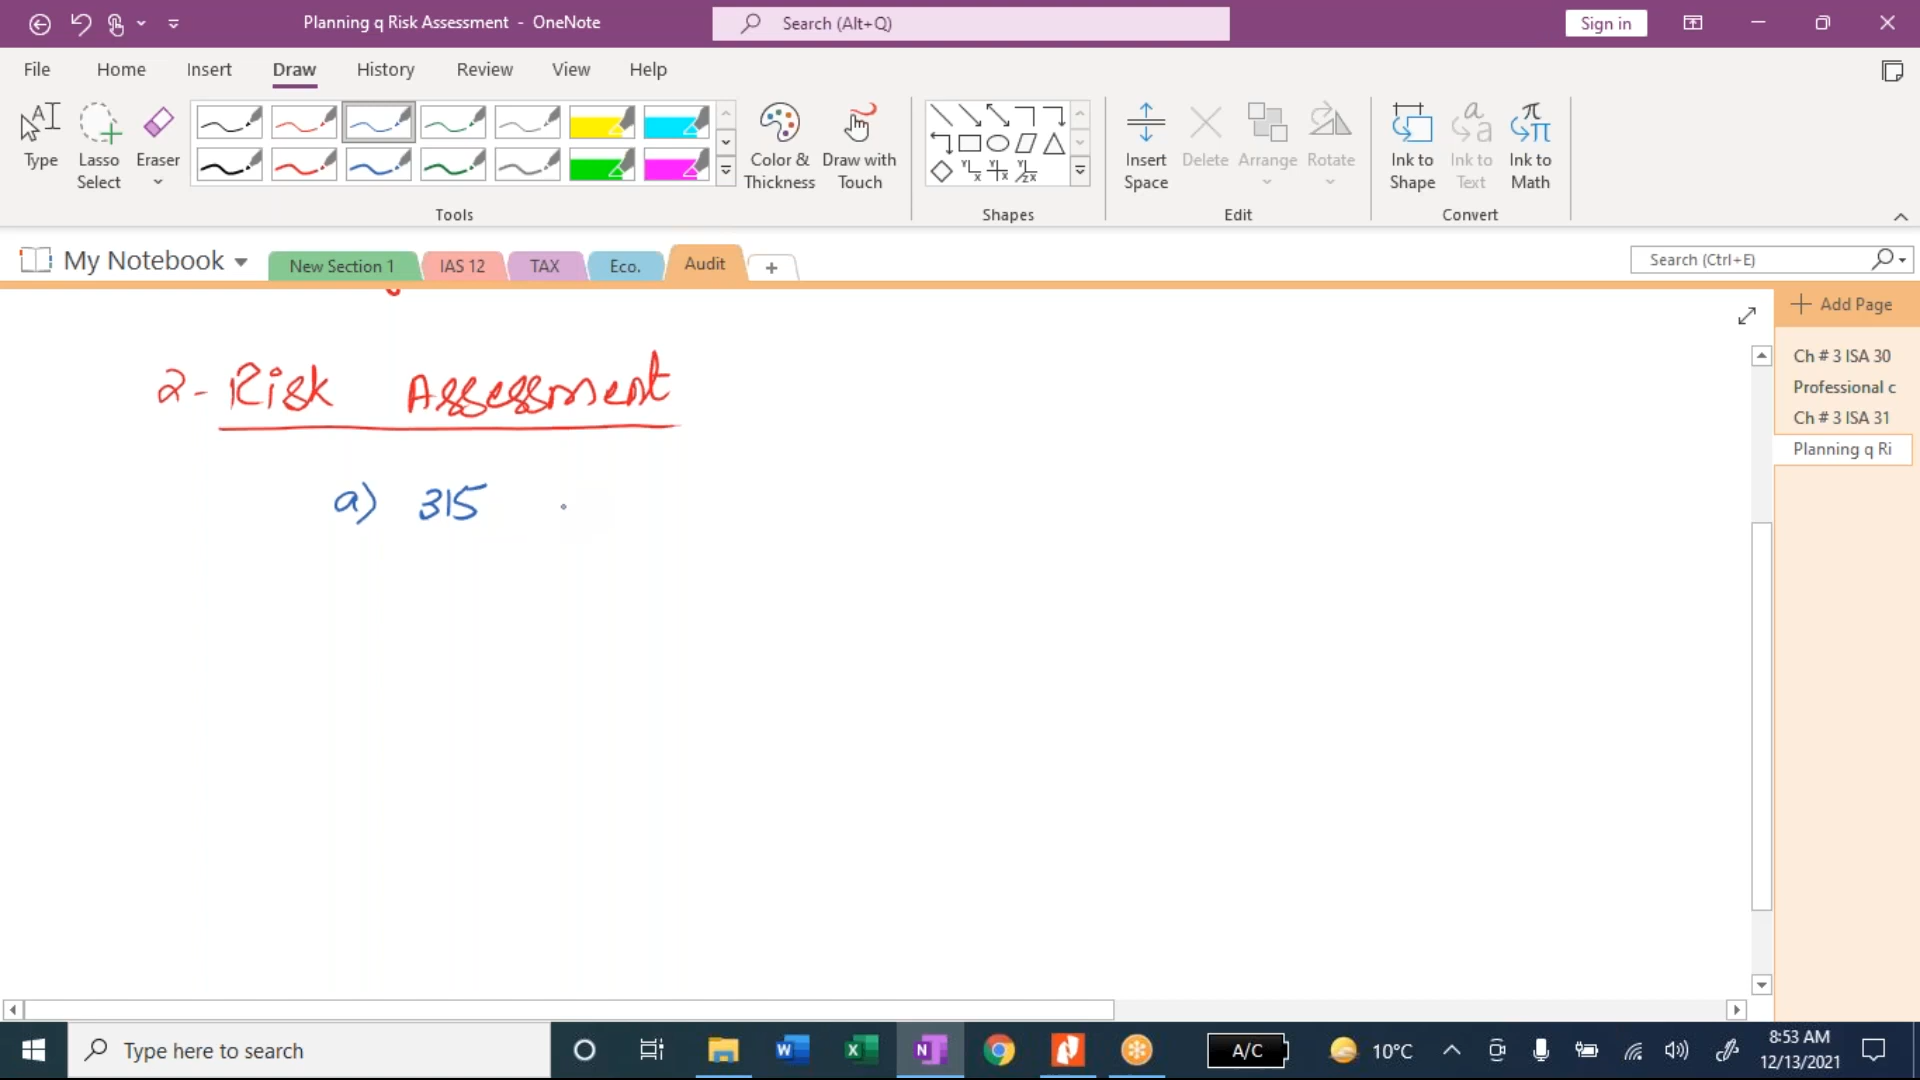 Planning q Risk Assessment - OneNote
Search (Alt+Q)
Sign in
File Home Insert Draw History Review View Help
Type
Lasso Select
Eraser
Color & Thickness
Draw with Touch
Insert Space
Delete
Arrange
Rotate
Ink to Shape
Ink to Text
Ink to Math
Tools Shapes Edit Convert
My Notebook
New Section 1
IAS 12
TAX
Eco.
Audit
Search (Ctrl+E)
Add Page
Ch # 3 ISA 30
Professional c
Ch # 3 ISA 31
Planning q Ri
2- Risk Assessment
a) 315
Type here to search
A/C
10°C
8:53 AM
12/13/2021